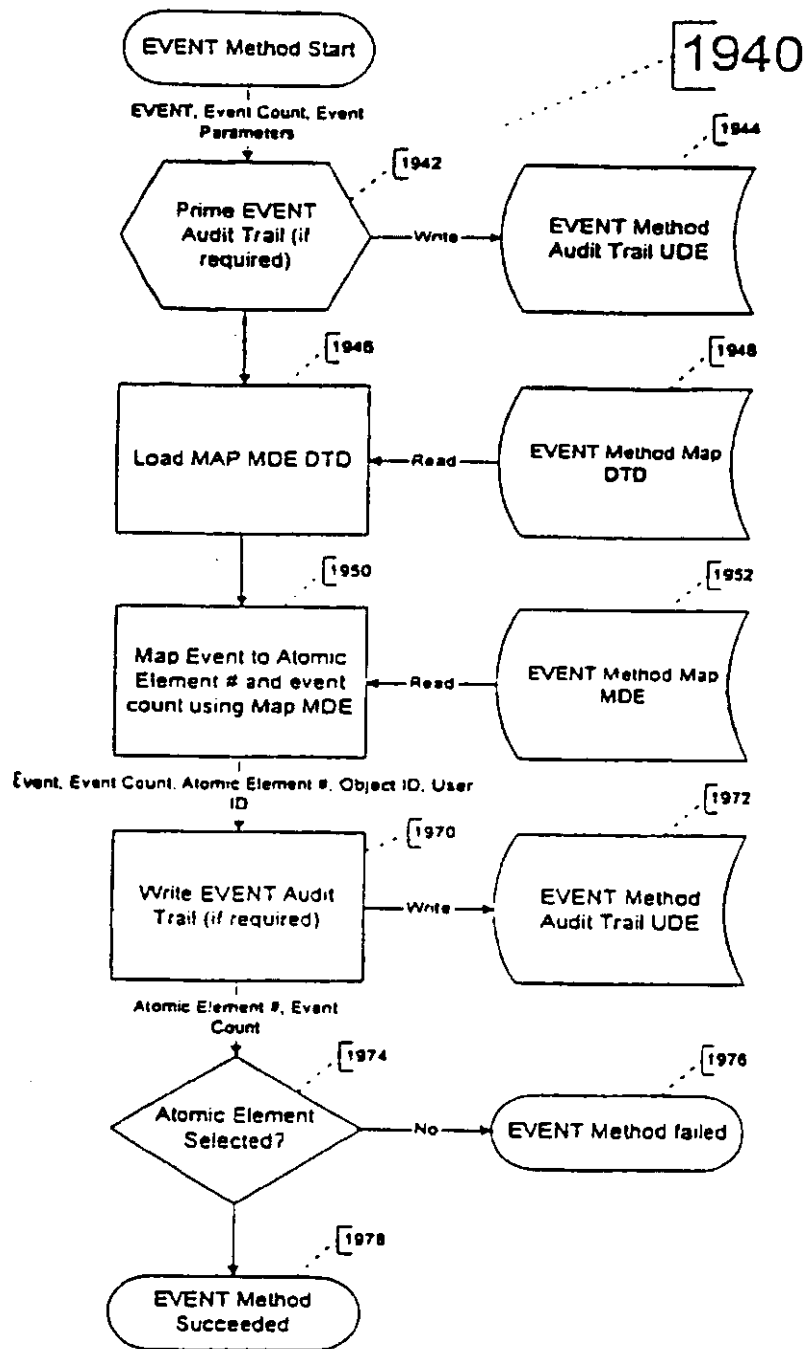 EVENT Method Start
1940
EVENT, Event Count, Event
Parameters
1942
1944
Prime EVENT
Audit Trail (if
required)
Write
EVENT Method
Audit Trail UDE
1946
1948
Load MAP MDE DTD
Read
EVENT Method Map
DTD
1950
1952
Map Event to Atomic
Element # and event
count using Map MDE
Read
EVENT Method Map
MDE
Event, Event Count, Atomic Element #, Object ID, User
ID
1970
1972
Write EVENT Audit
Trail (if required)
Write
EVENT Method
Audit Trail UDE
Atomic Element #, Event
Count
1974
1976
Atomic Element
Selected?
No
EVENT Method failed
1978
EVENT Method
Succeeded